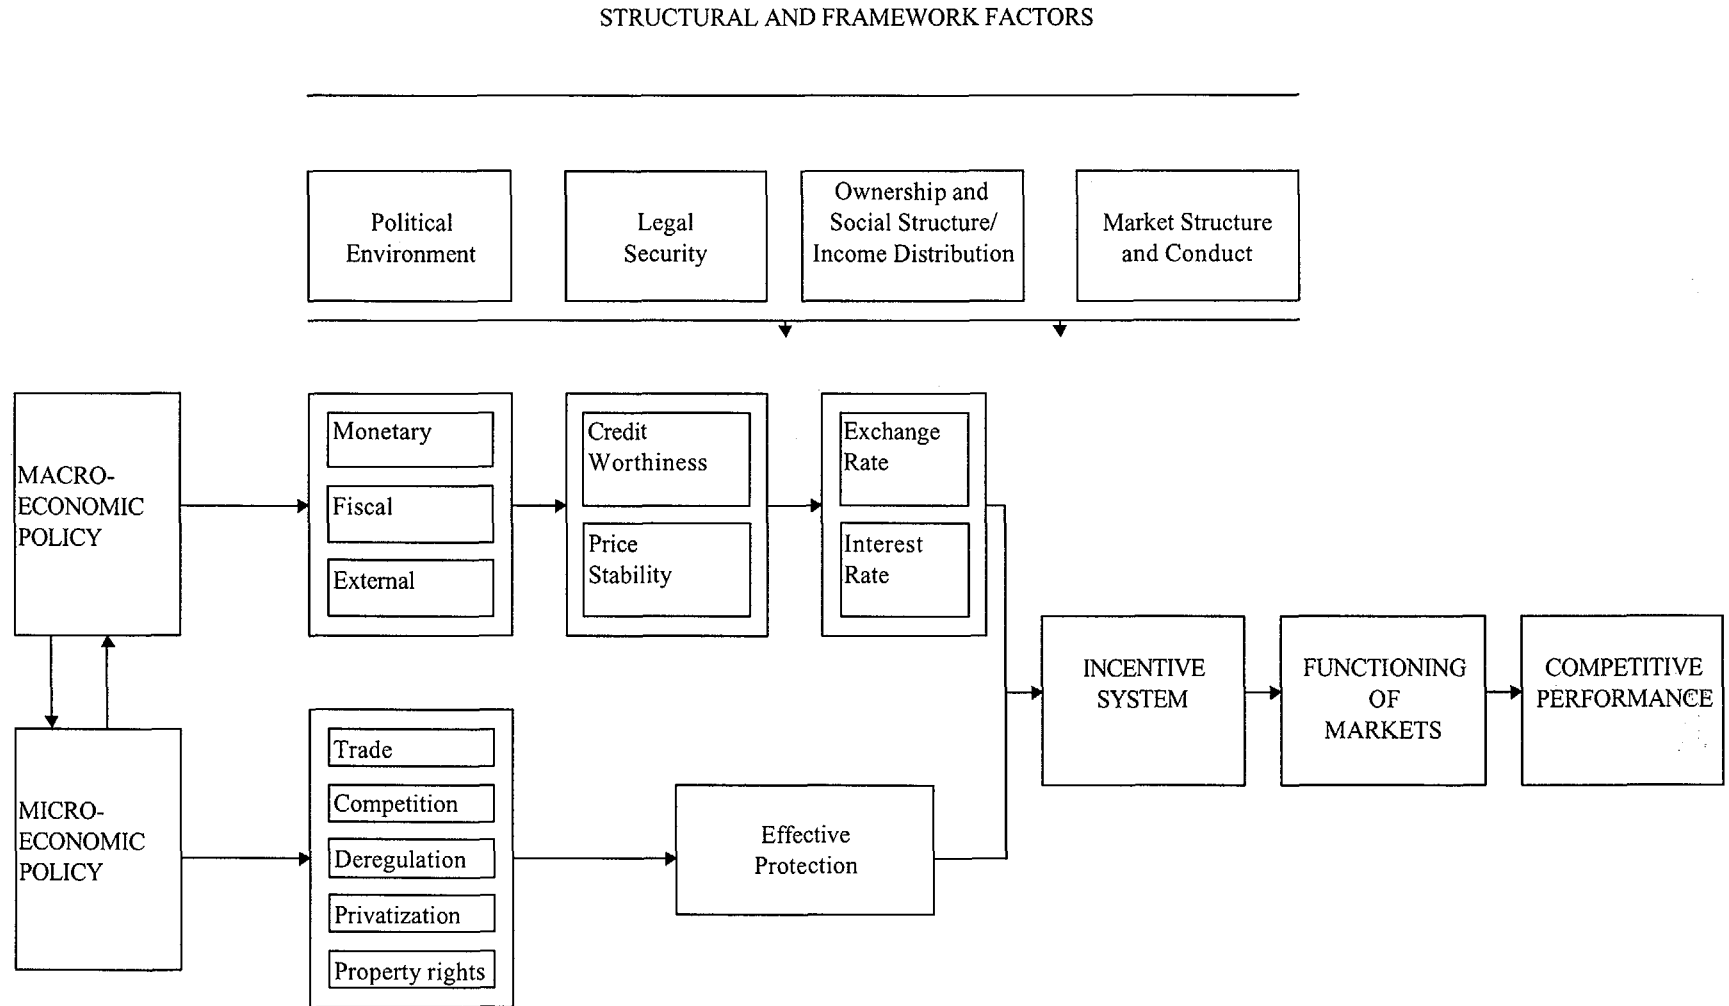 STRUCTURAL AND FRAMEWORK FACTORS
Political
Environment
Legal
Security
Ownership and
Social Structure/
Income Distribution
Market Structure
and Conduct
MACRO-
ECONOMIC
POLICY
Monetary
Fiscal
External
Credit
Worthiness
Price
Stability
Exchange
Rate
Interest
Rate
MICRO-
ECONOMIC
POLICY
Trade
Competition
Deregulation
Privatization
Property rights
Effective
Protection
INCENTIVE
SYSTEM
FUNCTIONING
OF
MARKETS
COMPETITIVE
PERFORMANCE